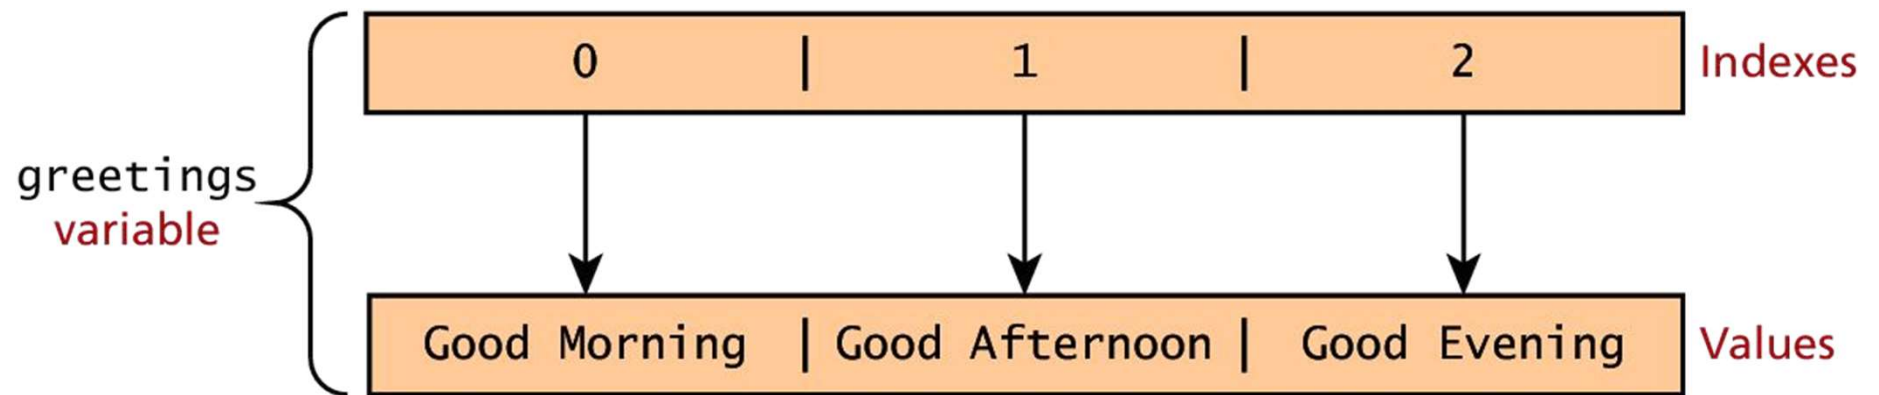 0 | 1 | 2 Indexes
greetings
variable
Good Morning | Good Afternoon | Good Evening Values